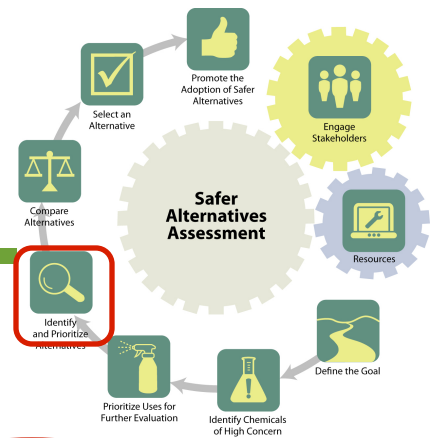 Promote the
Adoption of Safer
Alternatives
Select an
Alternative
Engage
Stakeholders
Compare
Alternatives
Safer
Alternatives
Assessment
Resources
Identify
and Prioritize
Alternatives
Define the Goal
Prioritize Uses for
Further Evaluation
Identify Chemicals
of High Concern